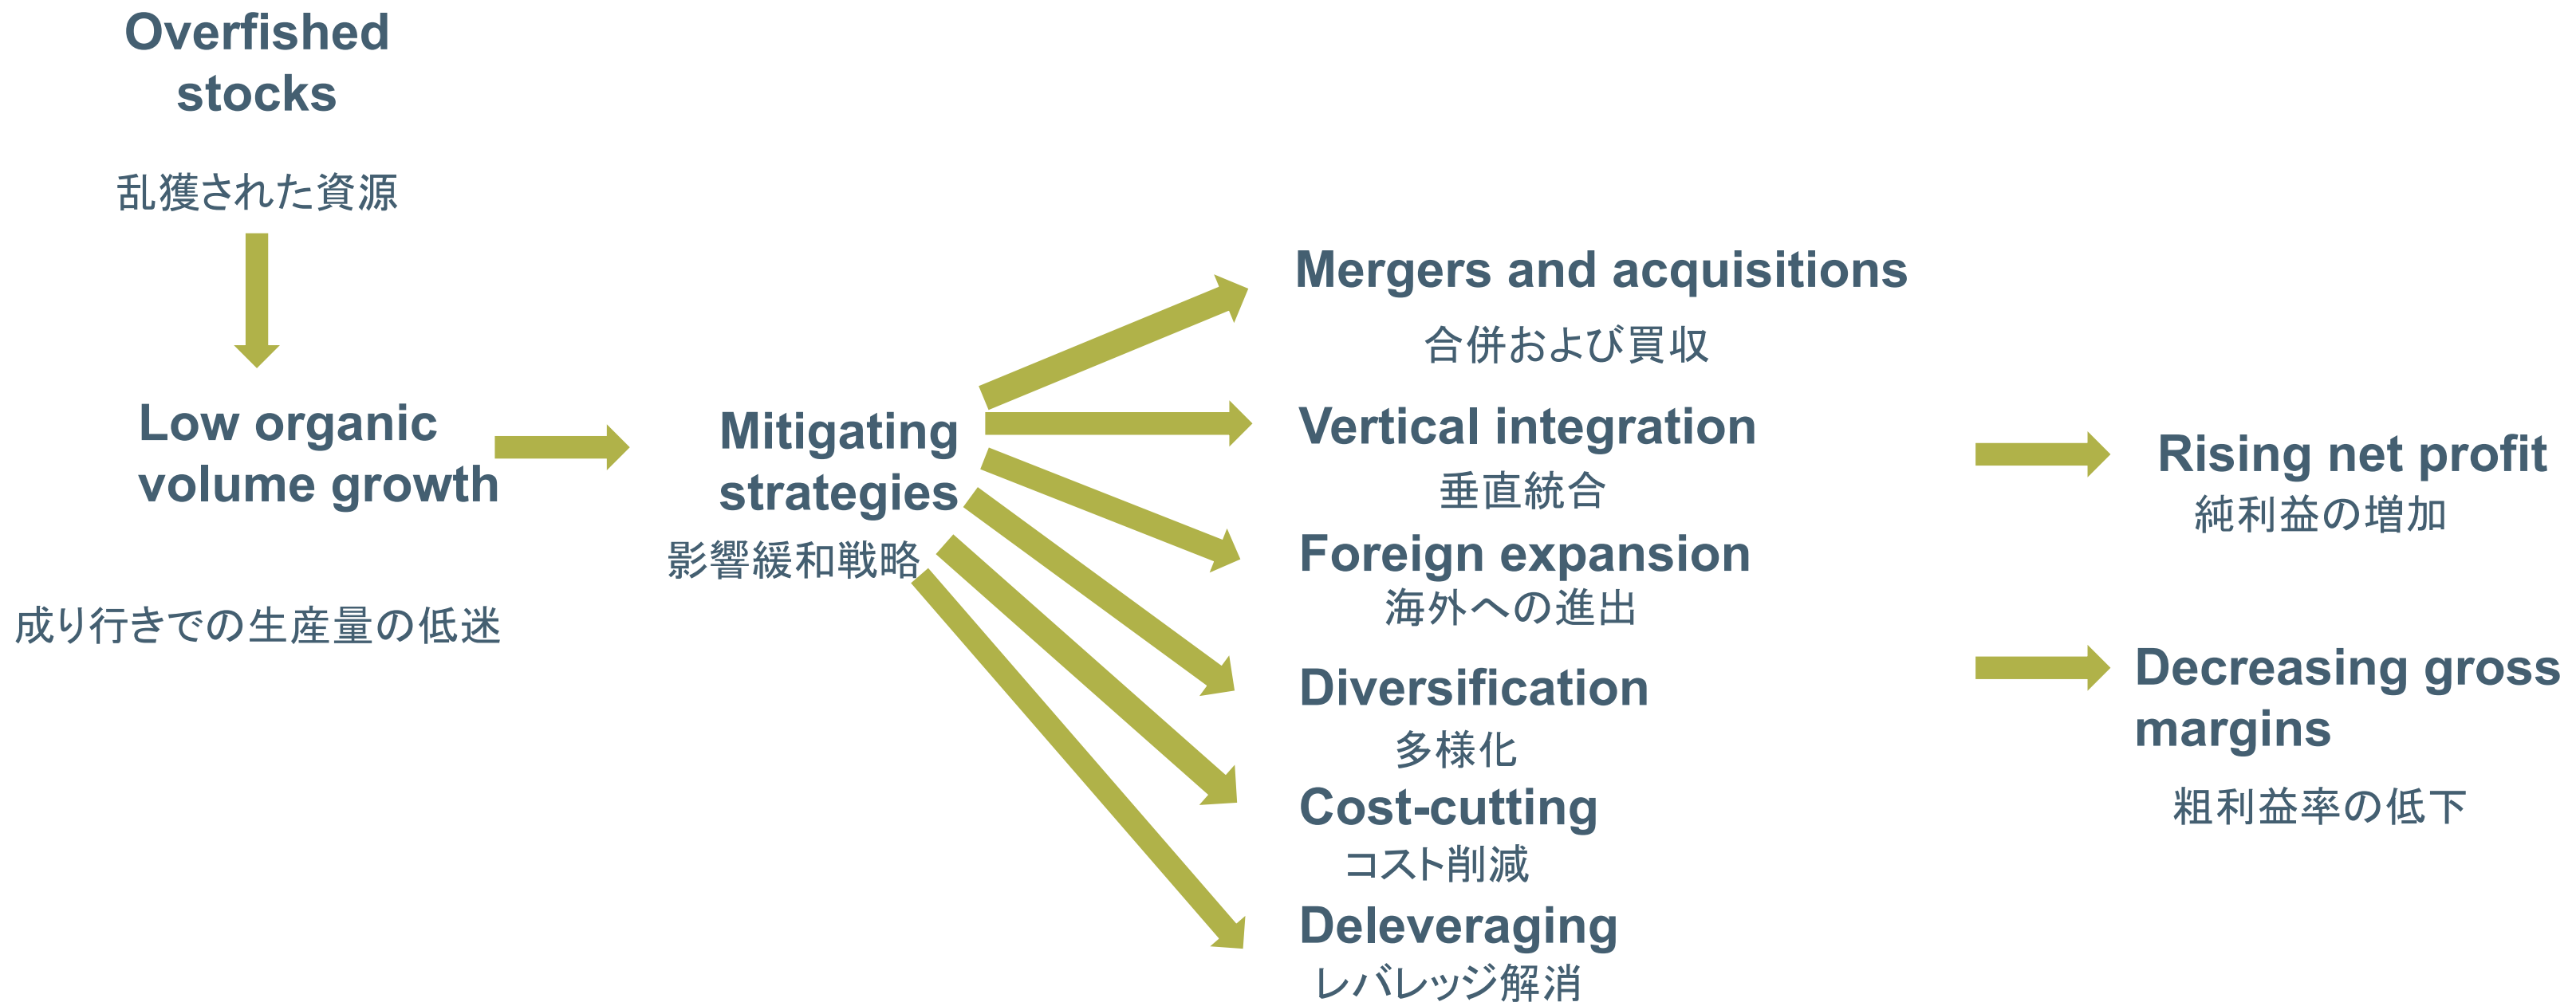 Overfished
stocks
乱獲された資源
Low organic
volume growth
成り行きでの生産量の低迷
Mitigating
strategies
影響緩和戦略
Mergers and acquisitions
合併および買収
Vertical integration
垂直統合
Foreign expansion
海外への進出
Diversification
多様化
Cost-cutting
コスト削減
Deleveraging
レバレッジ解消
Rising net profit
純利益の増加
Decreasing gross
margins
粗利益率の低下